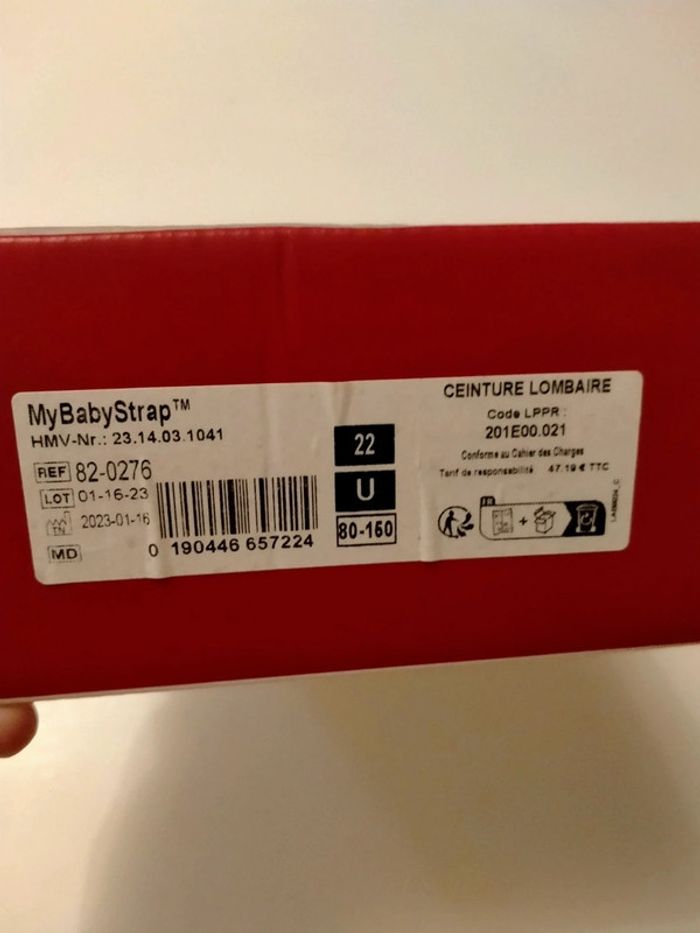 MyBabyStrap™
HMV-Nr.: 23.14.03.1041
REF 82-0276
LOT 01-16-23
TN 2023-01-16
MD
0 190446 657224
22
U
80-150
CEINTURE LOMBAIRE
Code LPPR :
201E00.021
Conforme au Cahier des Charges
Tarif de responsabilité 47.19 € TTC
FR
+